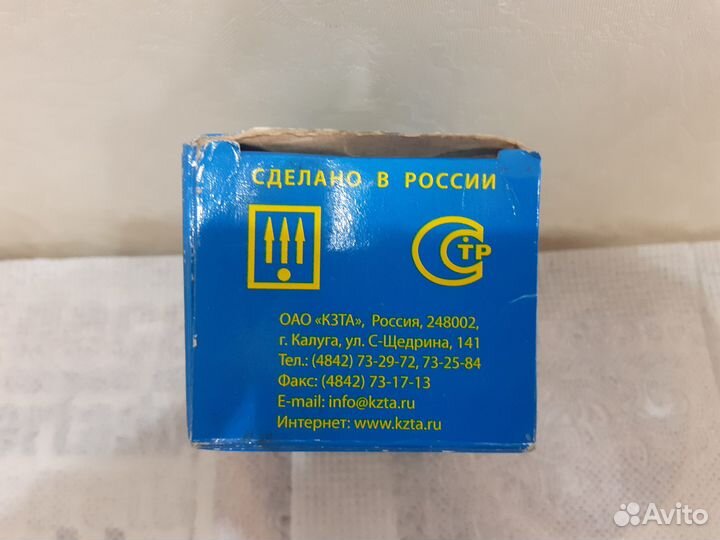 СДЕЛАНО В РОССИИ
СТР
ОАО «КЗТА», Россия, 248002,
г. Калуга, ул. С-Щедрина, 141
Тел.: (4842) 73-29-72, 73-25-84
Факс: (4842) 73-17-13
E-mail: info@kzta.ru
Интернет: www.kzta.ru
Avito